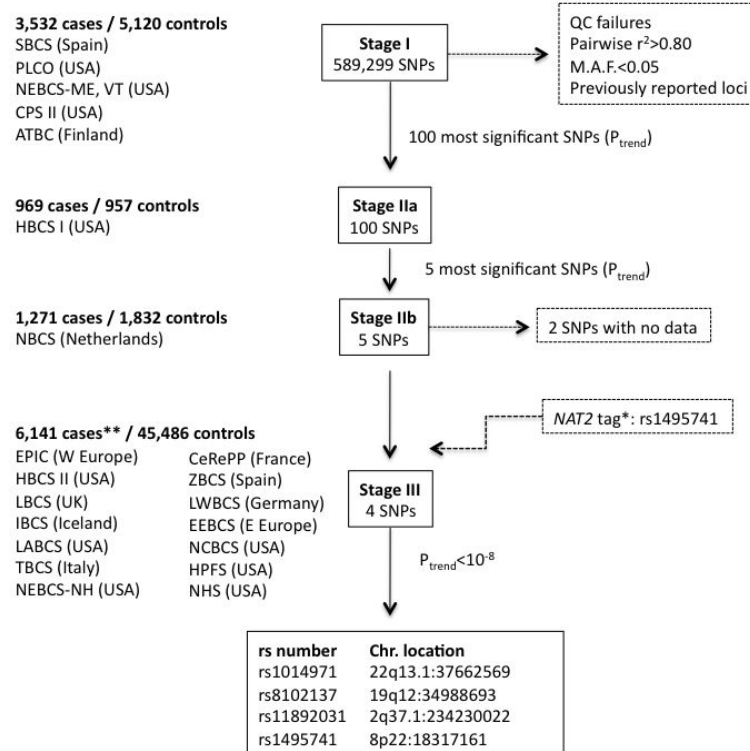 3,532 cases / 5,120 controls
SBCS (Spain)
PLCO (USA)
NEBCS-ME, VT (USA)
CPS II (USA)
ATBC (Finland)
Stage I
589,299 SNPs
QC failures
Pairwise r²>0.80
M.A.F.<0.05
Previously reported loci
100 most significant SNPs (Ptrend)
969 cases / 957 controls
HBCS I (USA)
Stage IIa
100 SNPs
5 most significant SNPs (Ptrend)
1,271 cases / 1,832 controls
NBCS (Netherlands)
Stage IIb
5 SNPs
2 SNPs with no data
NAT2 tag*: rs1495741
6,141 cases** / 45,486 controls
EPIC (W Europe) CeRePP (France)
HBCS II (USA) ZBCS (Spain)
LBCS (UK) LWBCS (Germany)
IBCS (Iceland) EEBCS (E Europe)
LABCS (USA) NCBCS (USA)
TBCS (Italy) HPFS (USA)
NEBCS-NH (USA) NHS (USA)
Stage III
4 SNPs
Ptrend<10⁻⁸
rs number Chr. location
rs1014971 22q13.1:37662569
rs8102137 19q12:34988693
rs11892031 2q37.1:234230022
rs1495741 8p22:18317161